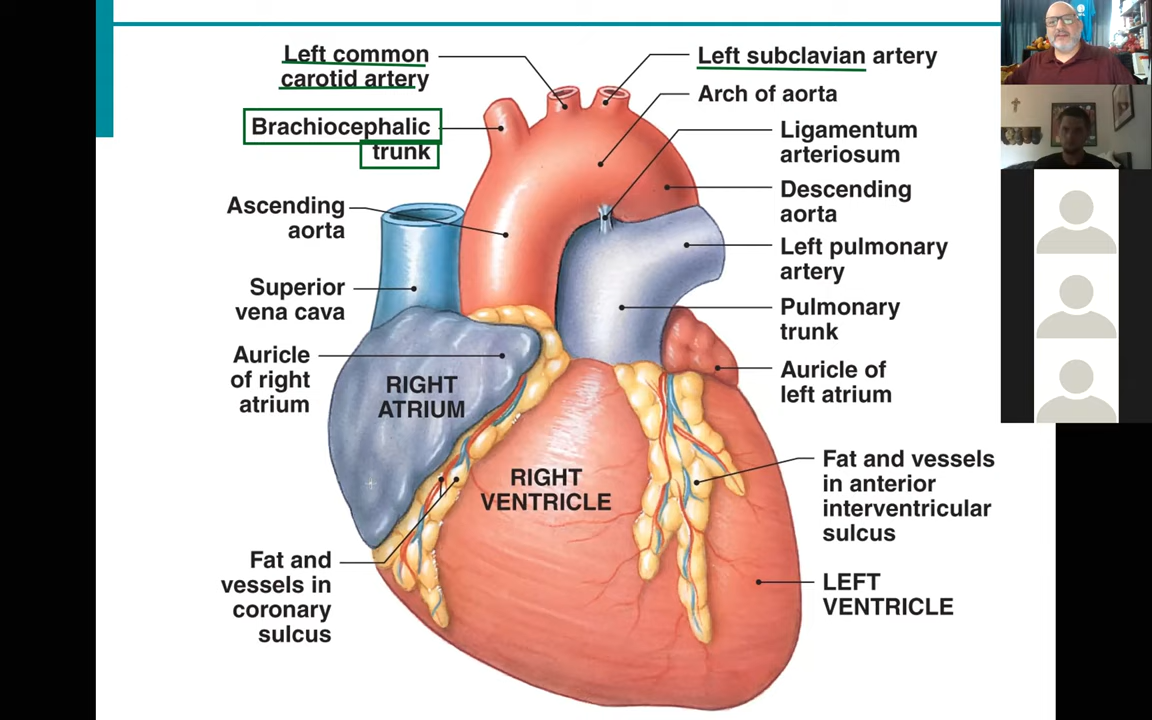 Left common
carotid artery
Brachiocephalic
trunk
Ascending
aorta
Superior
vena cava
Auricle
of right
atrium
RIGHT
ATRIUM
RIGHT
VENTRICLE
Fat and
vessels in
coronary
sulcus
Left subclavian artery
Arch of aorta
Ligamentum
arteriosum
Descending
aorta
Left pulmonary
artery
Pulmonary
trunk
Auricle of
left atrium
Fat and vessels
in anterior
interventricular
sulcus
LEFT
VENTRICLE